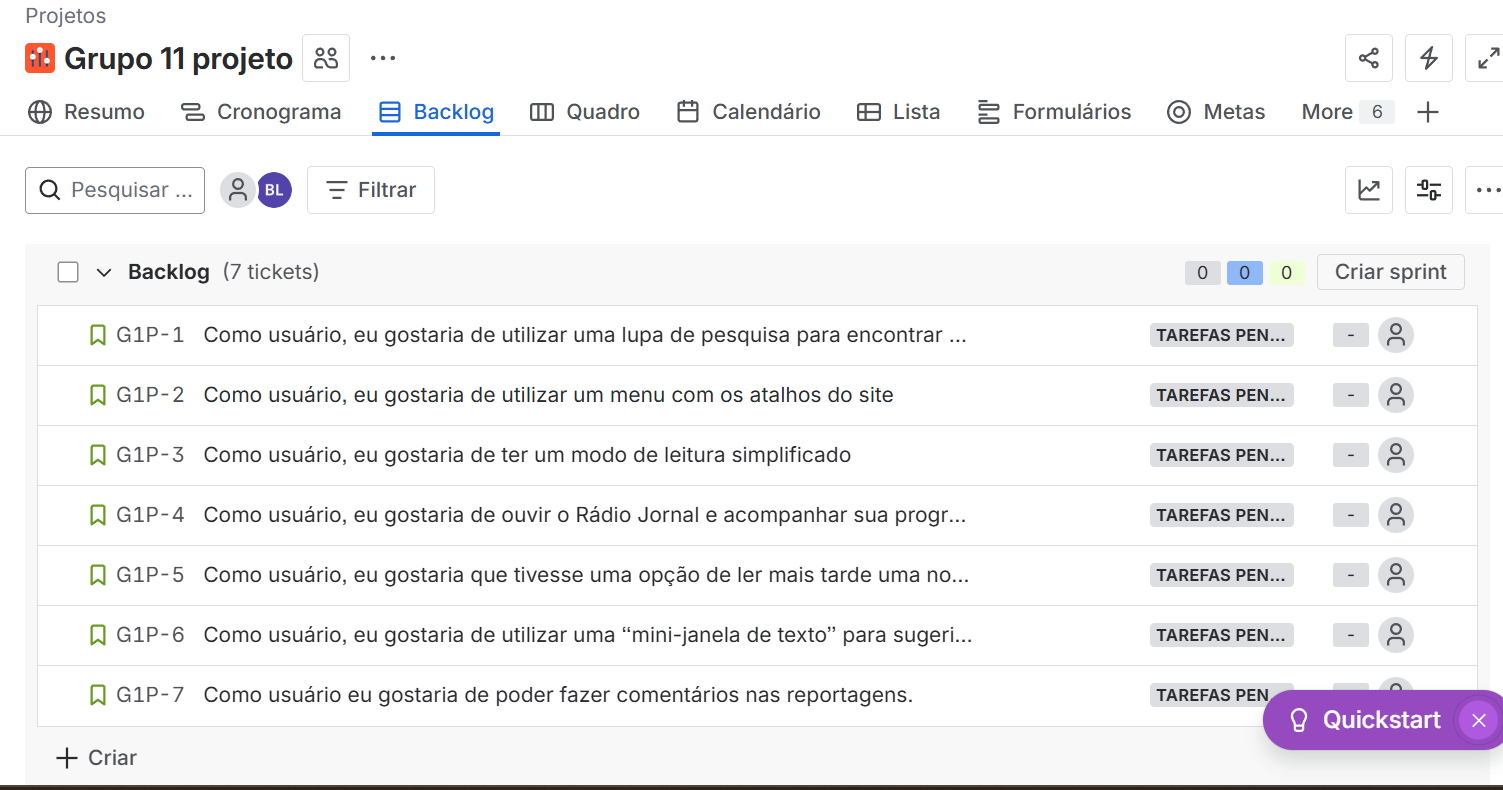 Projetos
Grupo 11 projeto
Resumo Cronograma Backlog Quadro Calendário Lista Formulários Metas More 6
Pesquisar ... BL Filtrar
Backlog (7 tickets) 0 0 0 Criar sprint
G1P-1 Como usuário, eu gostaria de utilizar uma lupa de pesquisa para encontrar ... TAREFAS PEN... -
G1P-2 Como usuário, eu gostaria de utilizar um menu com os atalhos do site TAREFAS PEN... -
G1P-3 Como usuário, eu gostaria de ter um modo de leitura simplificado TAREFAS PEN... -
G1P-4 Como usuário, eu gostaria de ouvir o Rádio Jornal e acompanhar sua progr... TAREFAS PEN... -
G1P-5 Como usuário, eu gostaria que tivesse uma opção de ler mais tarde uma no... TAREFAS PEN... -
G1P-6 Como usuário, eu gostaria de utilizar uma “mini-janela de texto” para sugeri... TAREFAS PEN... -
G1P-7 Como usuário eu gostaria de poder fazer comentários nas reportagens. TAREFAS PEN
Quickstart
Criar